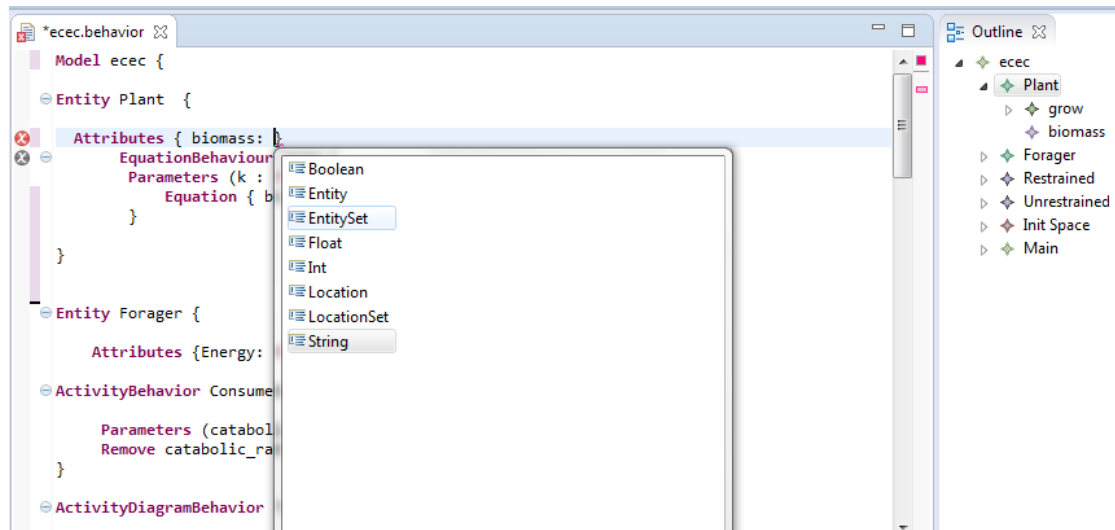 *ecec.behavior
Model ecec {
Entity Plant {
Attributes { biomass: }
EquationBehaviour
Parameters (k :
Equation { b
}
}
Entity Forager {
Attributes {Energy:
ActivityBehavior Consume
Parameters (catabol
Remove catabolic_ra
}
ActivityDiagramBehavior
Boolean
Entity
EntitySet
Float
Int
Location
LocationSet
String
Outline
ecec
Plant
grow
biomass
Forager
Restrained
Unrestrained
Init Space
Main